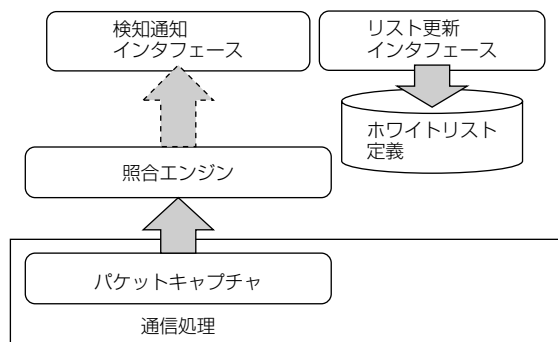 検知通知
インタフェース
リスト更新
インタフェース
ホワイトリスト
定義
照合エンジン
パケットキャプチャ
通信処理